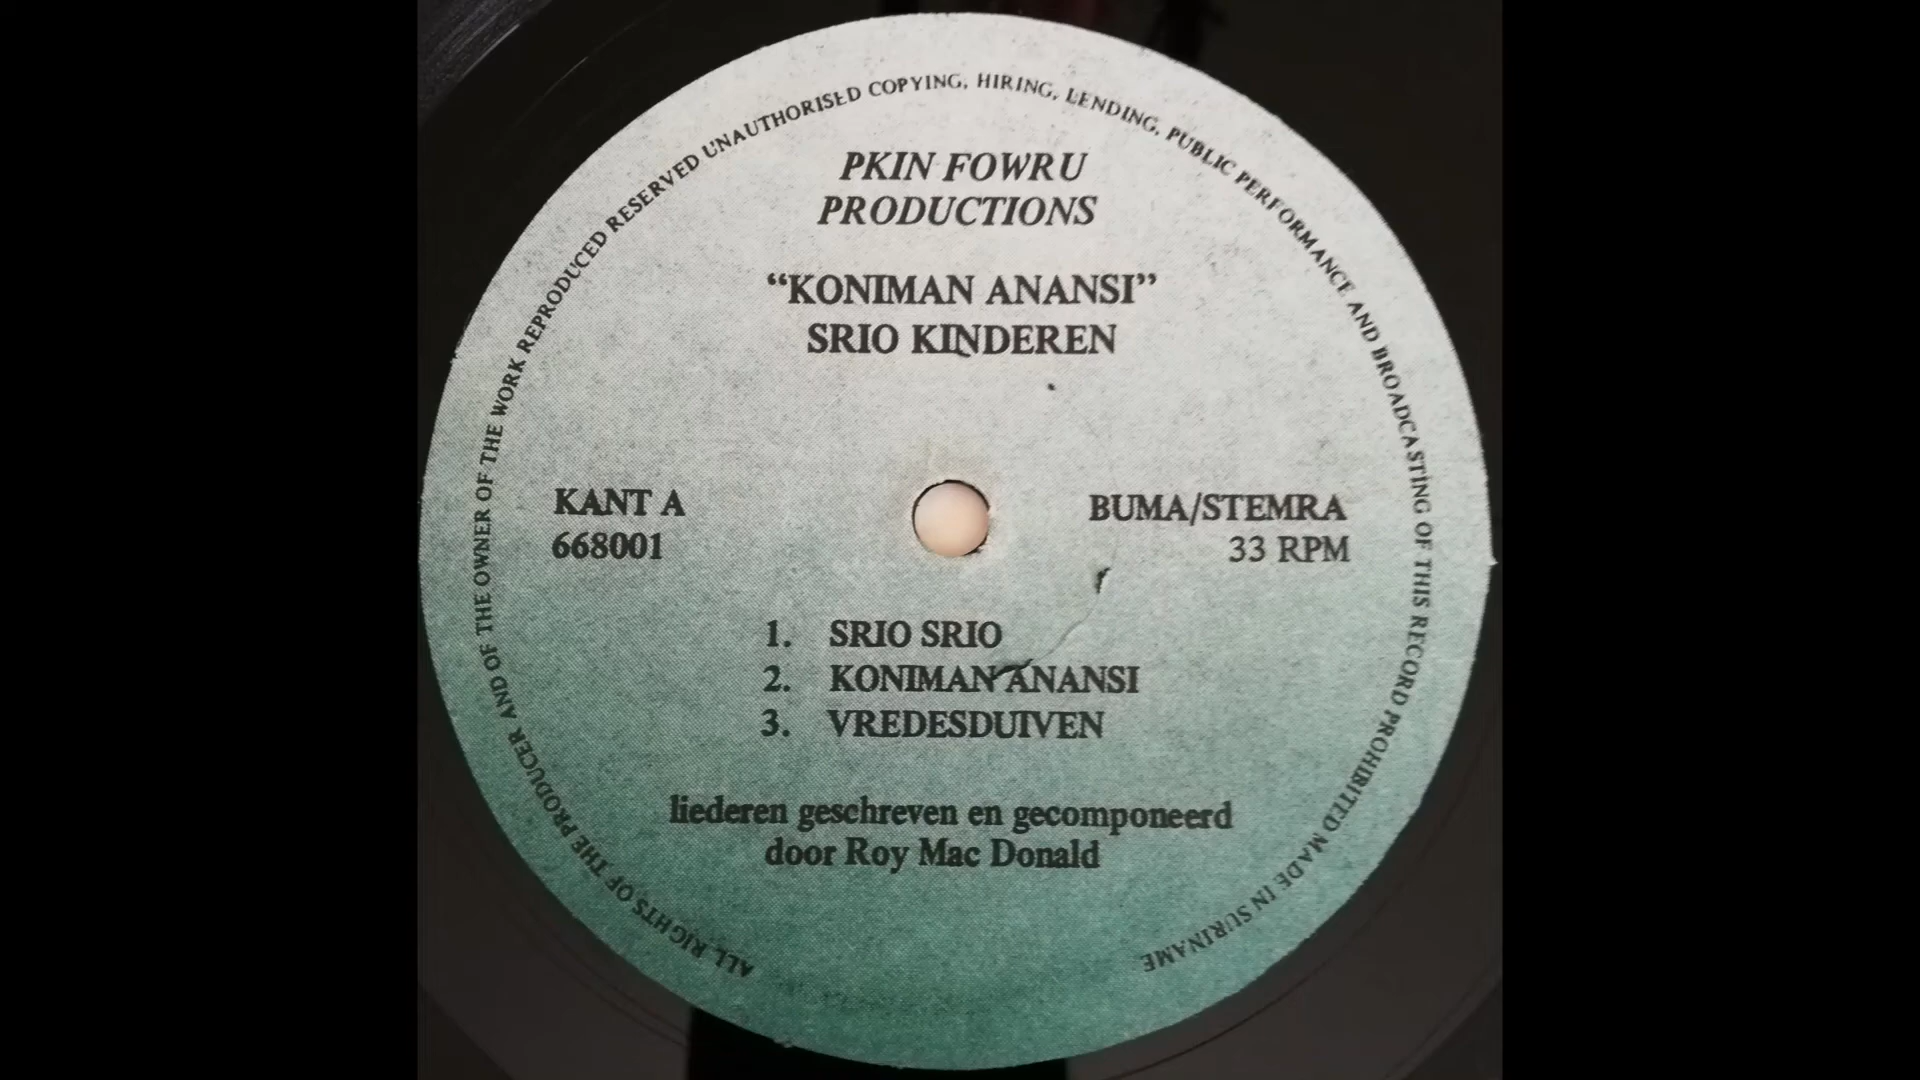 ALL RIGHTS OF THE PRODUCER AND OF THE OWNER OF THE WORK REPRODUCED RESERVED UNAUTHORISED COPYING, HIRING, LENDING, PUBLIC PERFORMANCE AND BROADCASTING OF THIS RECORD PROHIBITED MADE IN SURINAME
PKIN FOWRU
PRODUCTIONS
“KONIMAN ANANSI”
SRIO KINDEREN
KANT A
668001
BUMA/STEMRA
33 RPM
1. SRIO SRIO
2. KONIMAN ANANSI
3. VREDESDUIVEN
liederen geschreven en gecomponeerd
door Roy Mac Donald